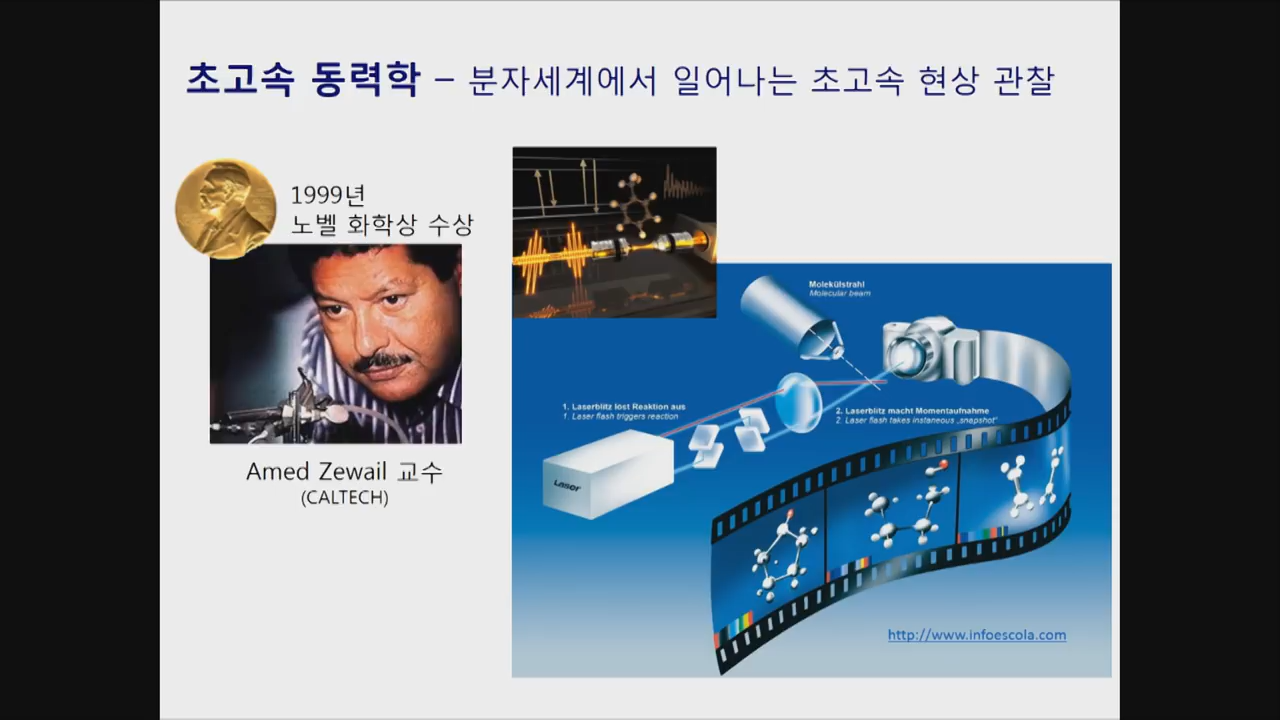 초고속 동력학 – 분자세계에서 일어나는 초고속 현상 관찰
1999년
노벨 화학상 수상
Amed Zewail 교수
(CALTECH)
Molekülstrahl
Molecular beam
1. Laserblitz löst Reaktion aus
1. Laser flash triggers reaction
2. Laserblitz macht Momentaufnahme
2. Laser flash takes instaneous „snapshot“
Laser
http://www.infoescola.com